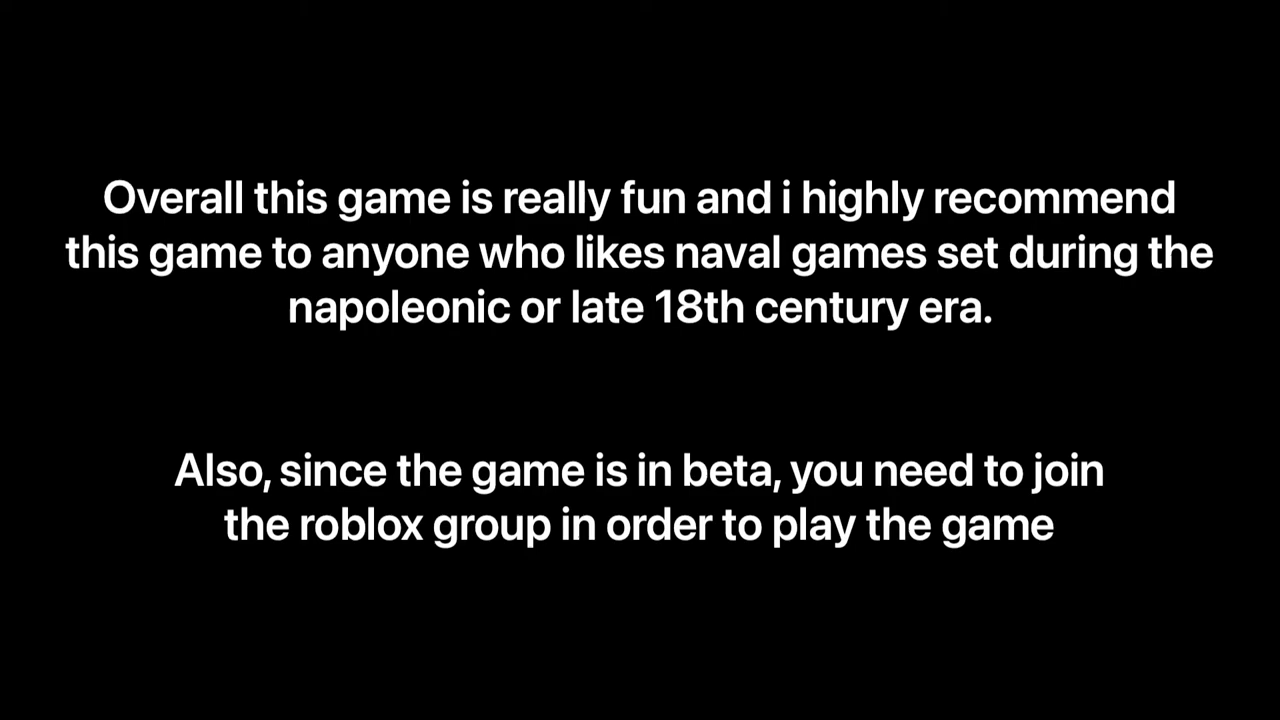 Overall this game is really fun and i highly recommend
this game to anyone who likes naval games set during the
napoleonic or late 18th century era.
Also, since the game is in beta, you need to join
the roblox group in order to play the game